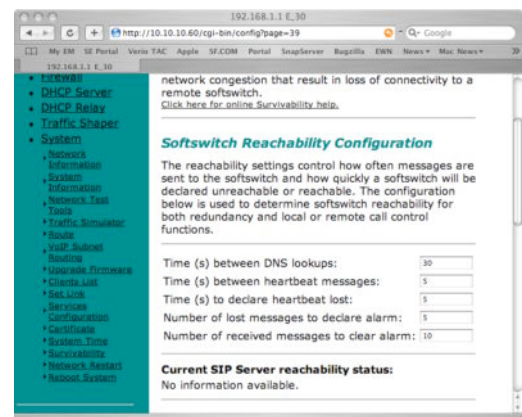 192.168.1.1 E_30
http://10.10.10.60/cgi-bin/config?page=39
Q- Google
My EM SE Portal Verio TAC Apple SF.COM Portal SnapServer Bugzilla EWN News Mac News
192.168.1.1 E_30
Firewall
DHCP Server
DHCP Relay
Traffic Shaper
System
Network Information
System Information
Network Test Tools
Traffic Simulator
Route
VoIP Subnet Routing
Upgrade Firmware
Clients List
Set Link
Services Configuration
Certificate
System Time
Survivability
Network Restart
Reboot System
network congestion that result in loss of connectivity to a
remote softswitch.
Click here for online Survivability help.
Softswitch Reachability Configuration
The reachability settings control how often messages are
sent to the softswitch and how quickly a softswitch will be
declared unreachable or reachable. The configuration
below is used to determine softswitch reachability for
both redundancy and local or remote call control
functions.
Time (s) between DNS lookups: 30
Time (s) between heartbeat messages: 5
Time (s) to declare heartbeat lost: 5
Number of lost messages to declare alarm: 5
Number of received messages to clear alarm: 10
Current SIP Server reachability status:
No information available.